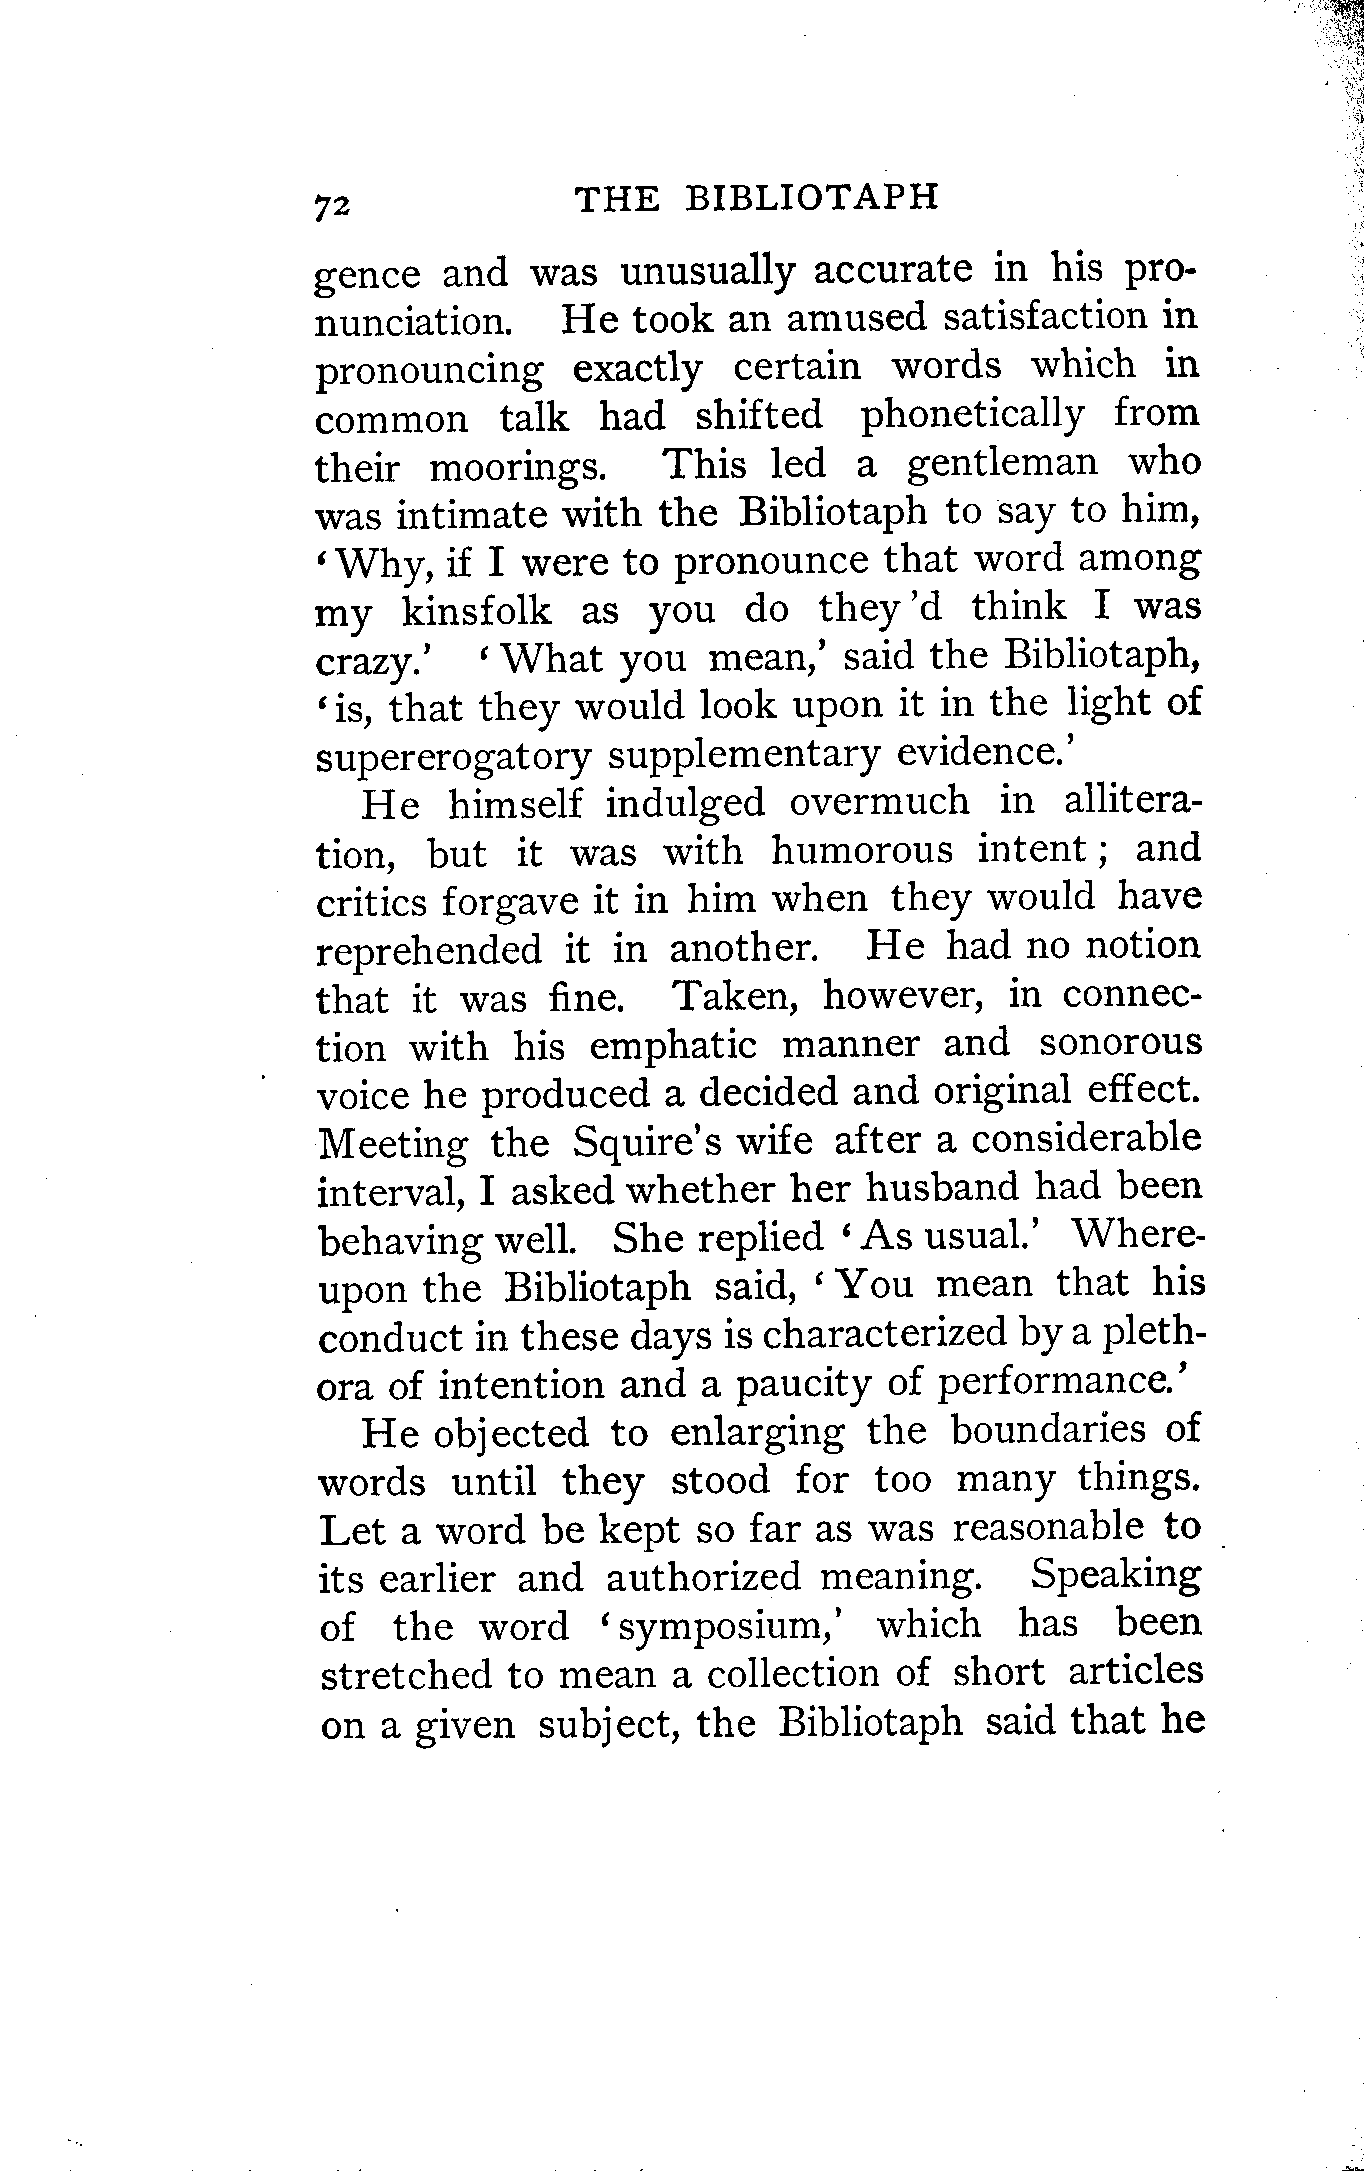 72 THE BIBLIOTAPH
gence and was unusually accurate in his pro-
nunciation. He took an amused satisfaction in
pronouncing exactly certain words which in
common talk had shifted phonetically from
their moorings. This led a gentleman who
was intimate with the Bibliotaph to say to him,
‘Why, if I were to pronounce that word among
my kinsfolk as you do they’d think I was
crazy.’ ‘What you mean,’ said the Bibliotaph,
‘is, that they would look upon it in the light of
supererogatory supplementary evidence.’
He himself indulged overmuch in allitera-
tion, but it was with humorous intent; and
critics forgave it in him when they would have
reprehended it in another. He had no notion
that it was fine. Taken, however, in connec-
tion with his emphatic manner and sonorous
voice he produced a decided and original effect.
Meeting the Squire’s wife after a considerable
interval, I asked whether her husband had been
behaving well. She replied ‘As usual.’ Where-
upon the Bibliotaph said, ‘You mean that his
conduct in these days is characterized by a pleth-
ora of intention and a paucity of performance.’
He objected to enlarging the boundaries of
words until they stood for too many things.
Let a word be kept so far as was reasonable to
its earlier and authorized meaning. Speaking
of the word ‘symposium,’ which has been
stretched to mean a collection of short articles
on a given subject, the Bibliotaph said that he